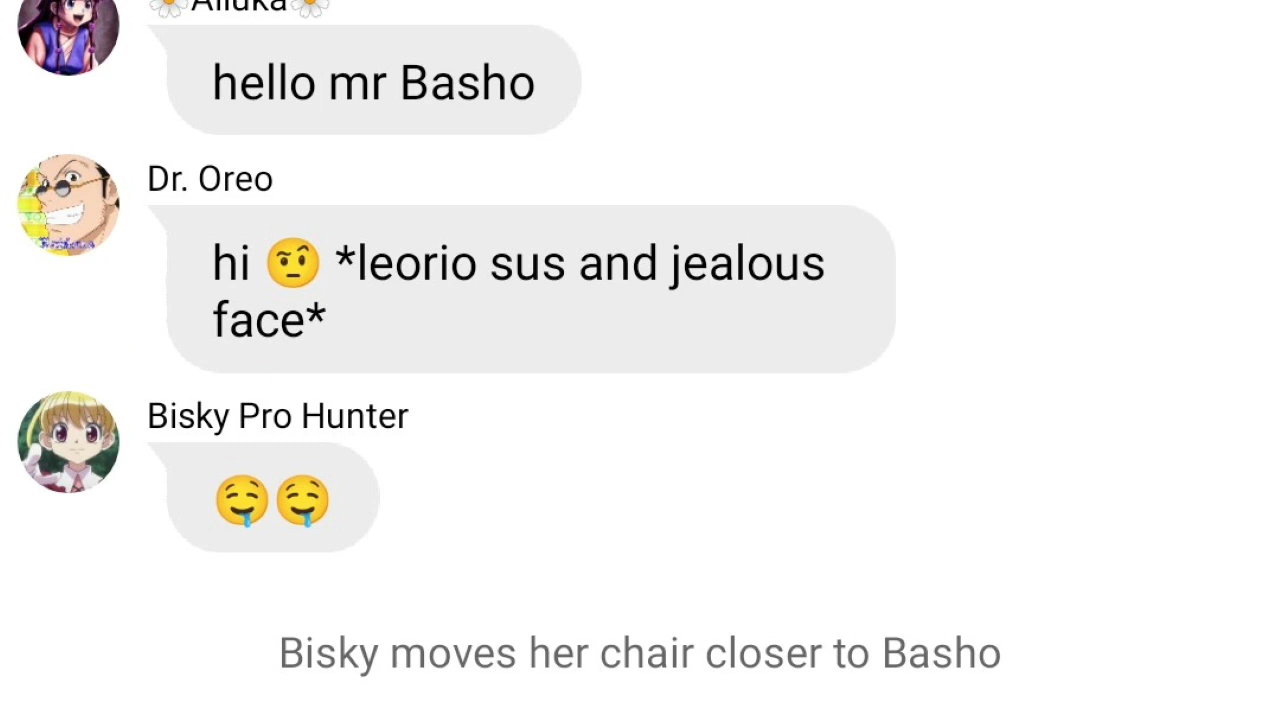 🌼Alluka🌼
hello mr Basho
Dr. Oreo
hi 🤨 *leorio sus and jealous
face*
Bisky Pro Hunter
🤤🤤
Bisky moves her chair closer to Basho